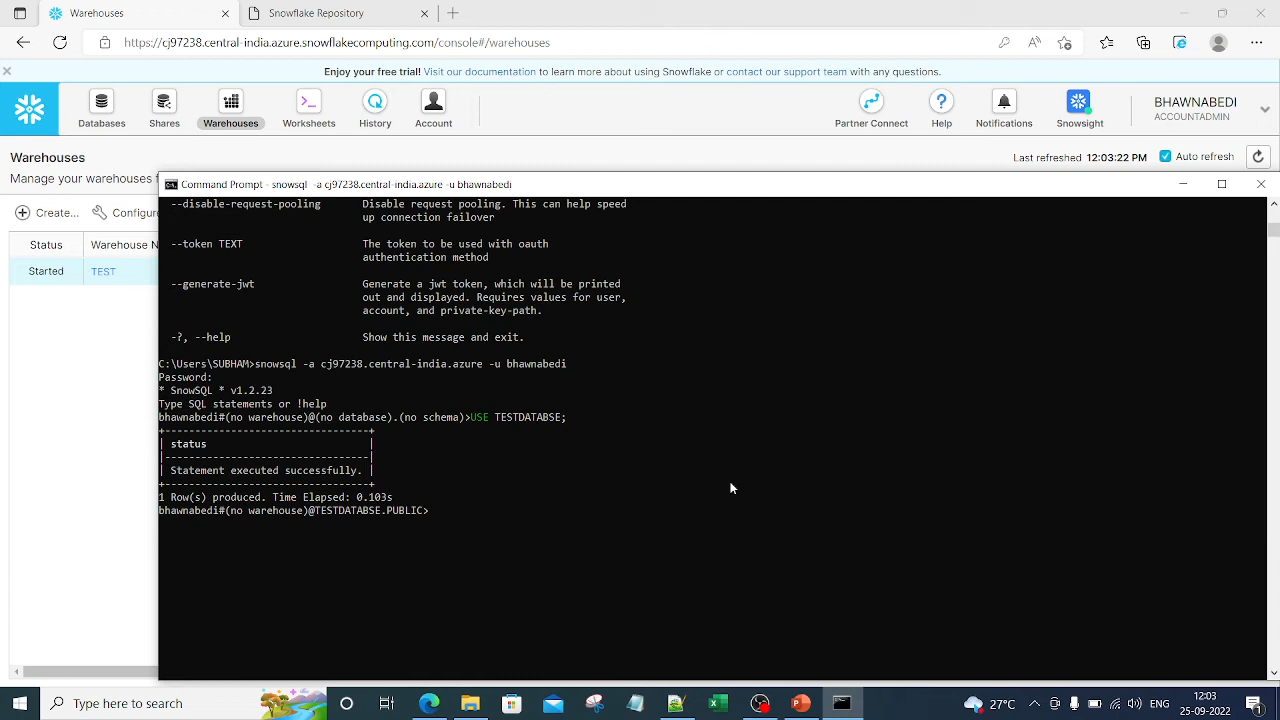 Warehouses
Snowflake Repository
https://cj97238.central-india.azure.snowflakecomputing.com/console#/warehouses
Enjoy your free trial! Visit our documentation to learn more about using Snowflake or contact our support team with any questions.
Databases
Shares
Warehouses
Worksheets
History
Account
Partner Connect
Help
Notifications
Snowsight
BHAWNABEDI
ACCOUNTADMIN
Warehouses
Last refreshed 12:03:22 PM
Auto refresh
Manage your warehouses f
Command Prompt - snowsql -a cj97238.central-india.azure -u bhawnabedi
Create...
Configure
Status
Warehouse N
Started
TEST
--disable-request-pooling Disable request pooling. This can help speed
up connection failover
--token TEXT The token to be used with oauth
authentication method
--generate-jwt Generate a jwt token, which will be printed
out and displayed. Requires values for user,
account, and private-key-path.
-?, --help Show this message and exit.
C:\Users\SUBHAM>snowsql -a cj97238.central-india.azure -u bhawnabedi
Password:
* SnowSQL * v1.2.23
Type SQL statements or !help
bhawnabedi#(no warehouse)@(no database).(no schema)>USE TESTDATABSE;
+---------------------------------+
| status |
|---------------------------------|
| Statement executed successfully. |
+---------------------------------+
1 Row(s) produced. Time Elapsed: 0.103s
bhawnabedi#(no warehouse)@TESTDATABSE.PUBLIC>
Type here to search
27°C
12:03
25-09-2022